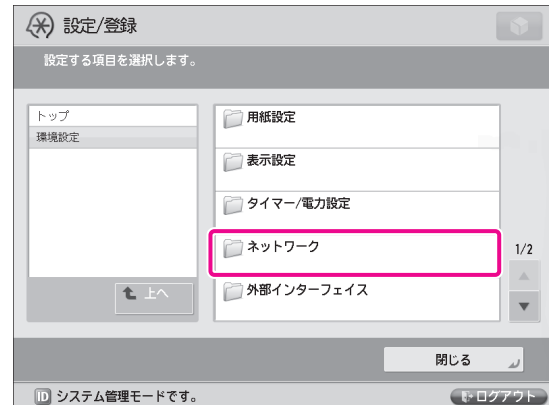 設定/登録
設定する項目を選択します。
トップ
環境設定
用紙設定
表示設定
タイマー/電力設定
ネットワーク
外部インターフェイス
1/2
上へ
閉じる
ID システム管理モードです。
ログアウト